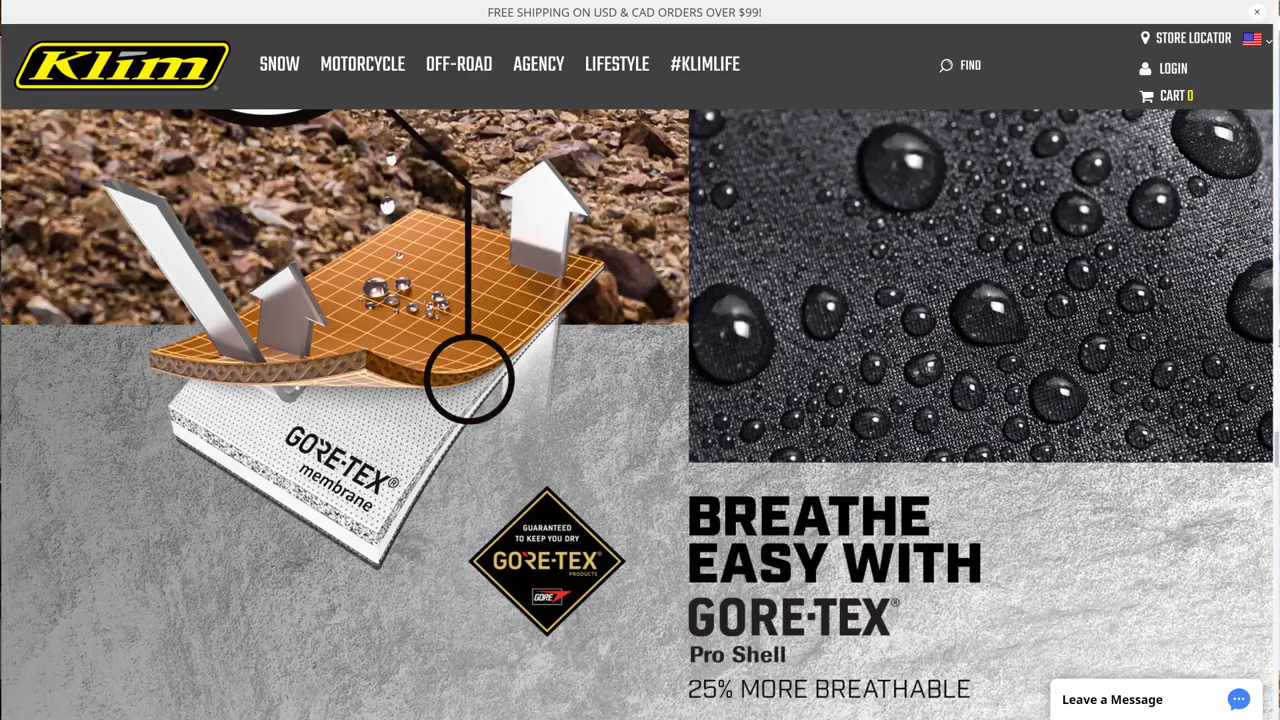 FREE SHIPPING ON USD & CAD ORDERS OVER $99!
×
Klim
SNOW MOTORCYCLE OFF-ROAD AGENCY LIFESTYLE #KLIMLIFE
FIND
STORE LOCATOR
LOGIN
CART 0
GORE-TEX®
membrane
GUARANTEED
TO KEEP YOU DRY
GORE-TEX®
PRODUCTS
GORE
BREATHE
EASY WITH
GORE-TEX®
Pro Shell
25% MORE BREATHABLE
Leave a Message